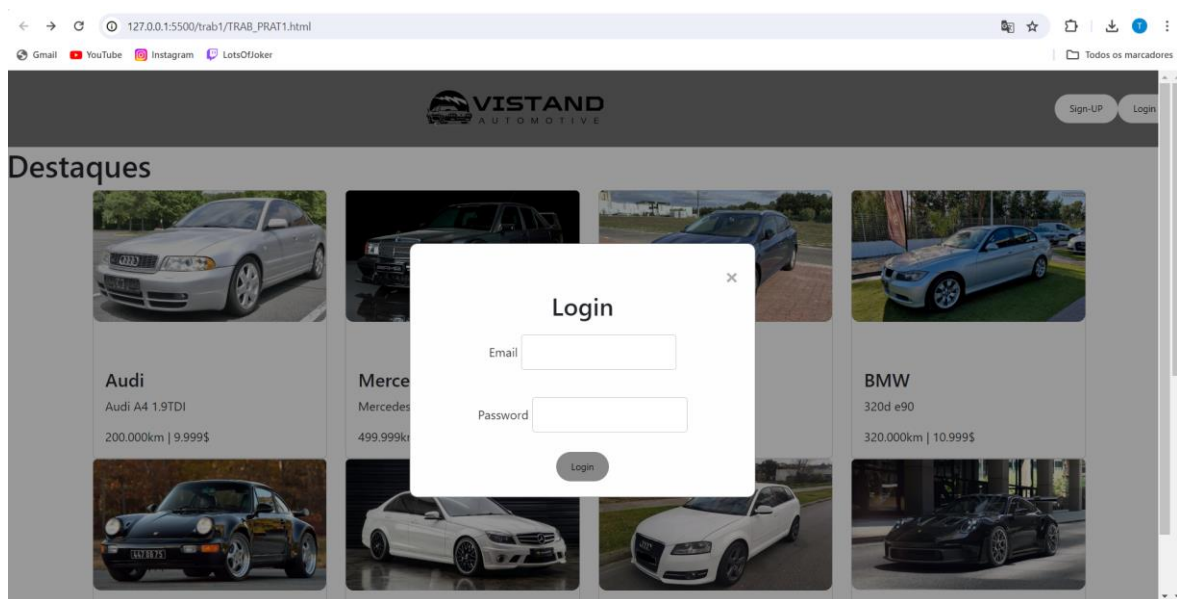 127.0.0.1:5500/trab1/TRAB_PRAT1.html
T
Gmail YouTube Instagram LotsOfJoker Todos os marcadores
VISTAND
AUTOMOTIVE
Sign-UP Login
Destaques
×
Login
Email
Password
Login
Audi Merce BMW
Audi A4 1.9TDI Mercedes 320d e90
200.000km | 9.999$ 499.999k 320.000km | 10.999$